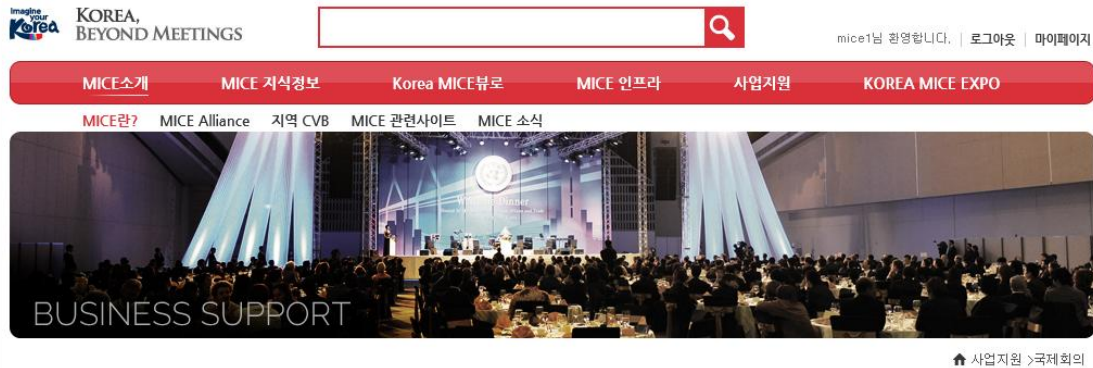 Imagine
your
Korea
KOREA,
BEYOND MEETINGS
mice1님 환영합니다, 로그아웃 마이페이지
MICE소개 MICE 지식정보 Korea MICE뷰로 MICE 인프라 사업지원 KOREA MICE EXPO
MICE란? MICE Alliance 지역 CVB MICE 관련사이트 MICE 소식
Dinner
BUSINESS SUPPORT
사업지원 >국제회의